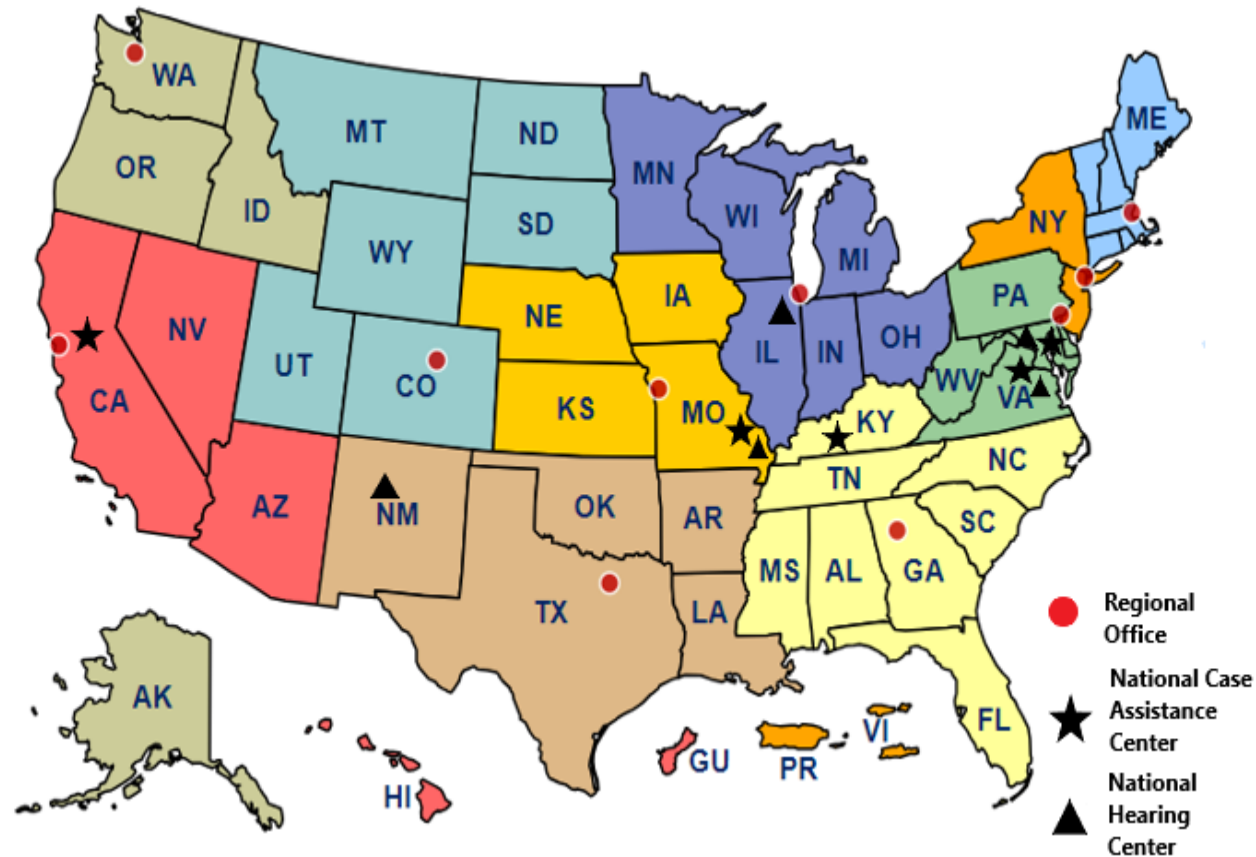 WA
MT
ND
ME
OR
MN
ID
SD
WI
NY
WY
MI
PA
IA
NE
NV
OH
UT
IL
IN
CO
WV
CA
KS
MO
VA
KY
NC
TN
AZ
NM
OK
AR
SC
MS
AL
GA
TX
LA
Regional
Office
AK
National Case
Assistance
Center
FL
VI
GU
PR
HI
National
Hearing
Center